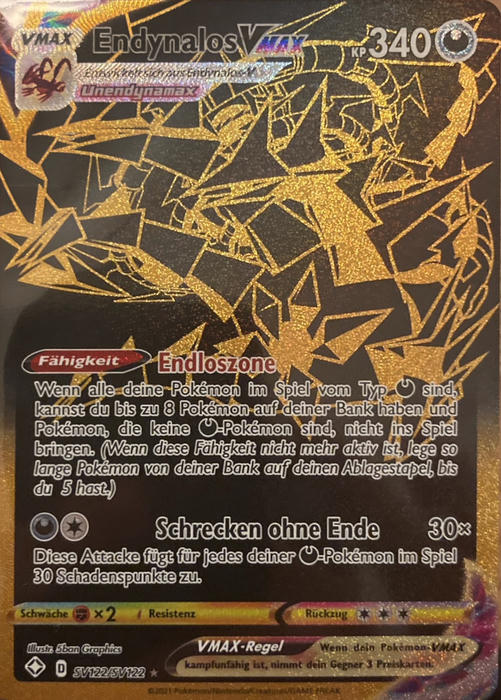 VMAX EndynalosVMAX KP340
Entwickelt sich aus Endynalos-V
Unendynamax
Fähigkeit Endloszone
Wenn alle deine Pokémon im Spiel vom Typ sind,
kannst du bis zu 8 Pokémon auf deiner Bank haben und
Pokémon, die keine -Pokémon sind, nicht ins Spiel
bringen. (Wenn diese Fähigkeit nicht mehr aktiv ist, lege so
lange Pokémon von deiner Bank auf deinen Ablagestapel, bis
du 5 hast.)
Schrecken ohne Ende 30×
Diese Attacke fügt für jedes deiner -Pokémon im Spiel
30 Schadenspunkte zu.
Schwäche ×2 Resistenz Rückzug
Illustr. 5ban Graphics
VMAX-Regel Wenn dein Pokémon-VMAX
kampfunfähig ist, nimmt dein Gegner 3 Preiskarten.
D SV122/SV122 ★
©2021 Pokémon/Nintendo/Creatures/GAME FREAK